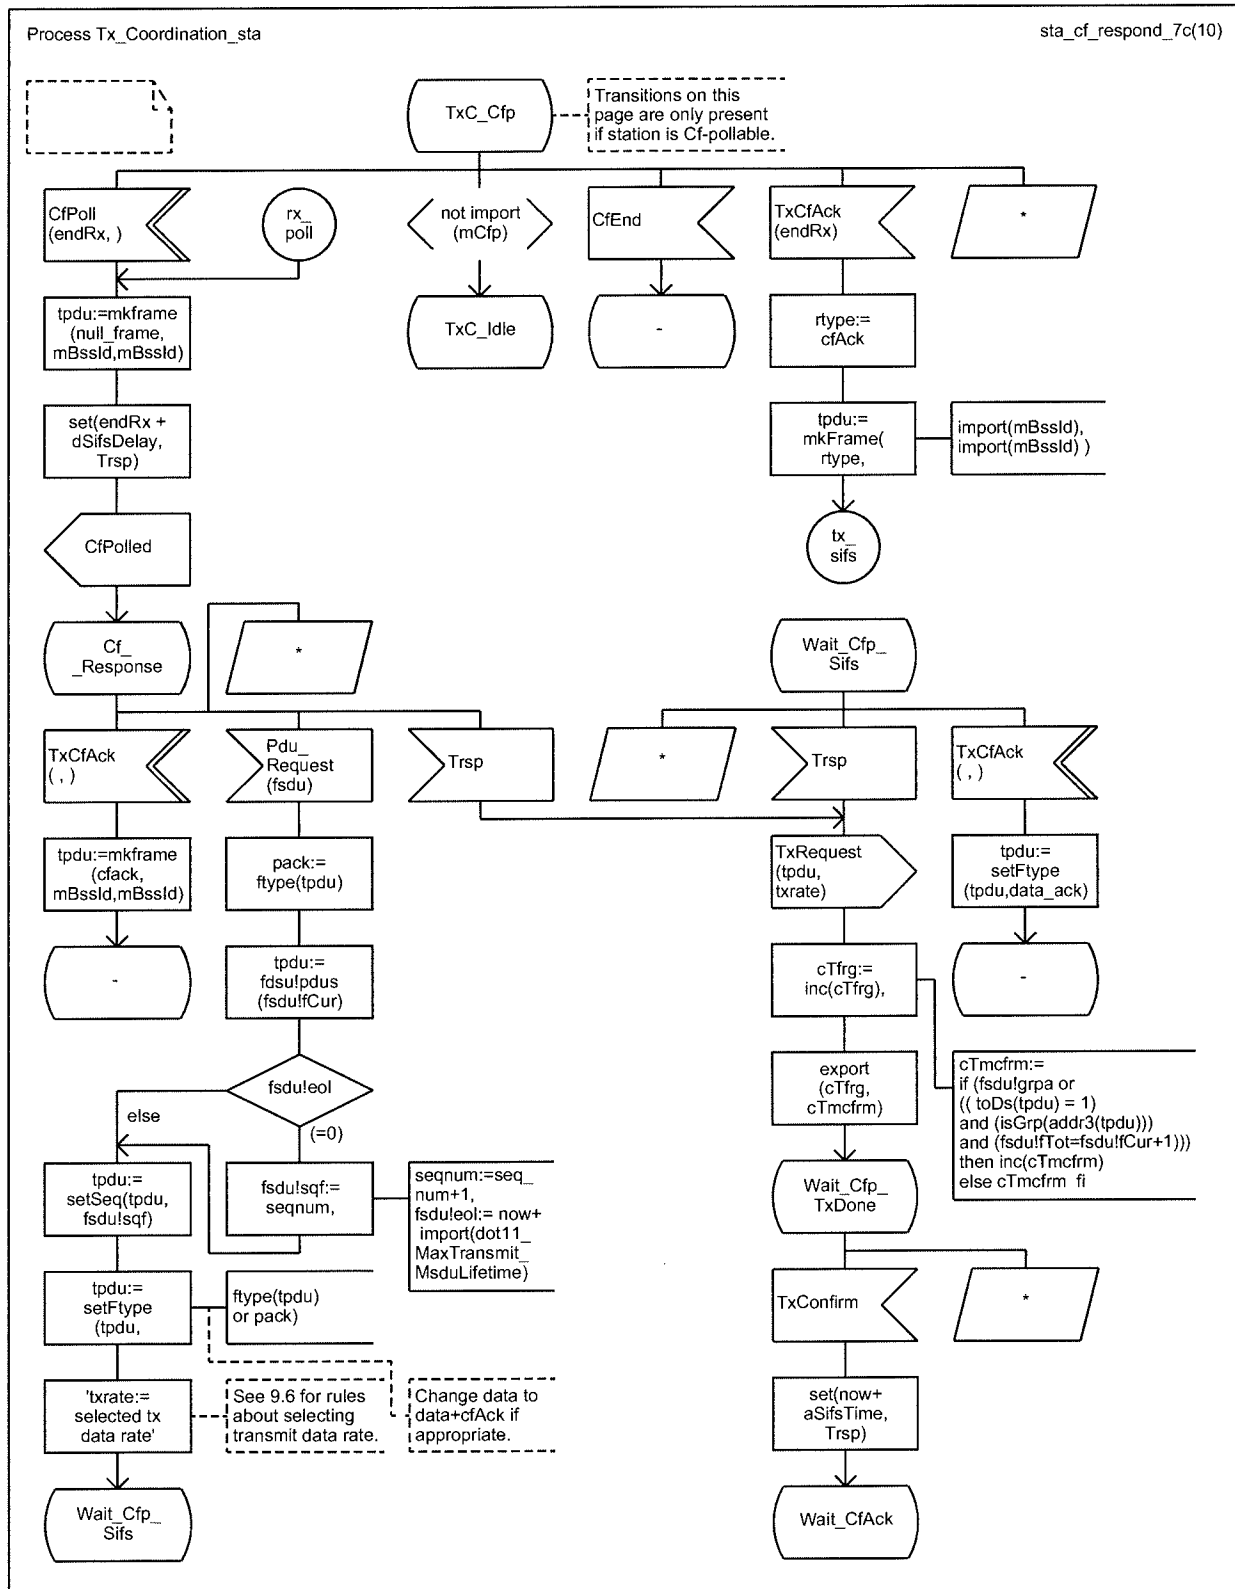 Process Tx_Coordination_sta
sta_cf_respond_7c(10)
TxC_Cfp
Transitions on this
page are only present
if station is Cf-pollable.
CfPoll
(endRx, )
rx_
poll
not import
(mCfp)
CfEnd
TxCfAck
(endRx)
*
tpdu:=mkframe
(null_frame,
mBssId,mBssId)
TxC_Idle
-
rtype:=
cfAck
set(endRx +
dSifsDelay,
Trsp)
tpdu:=
mkFrame(
rtype,
import(mBssId),
import(mBssId) )
CfPolled
tx_
sifs
Cf_
_Response
*
Wait_Cfp_
Sifs
TxCfAck
( , )
Pdu_
Request
(fsdu)
Trsp
*
Trsp
TxCfAck
( , )
tpdu:=mkframe
(cfack,
mBssId,mBssId)
pack:=
ftype(tpdu)
TxRequest
(tpdu,
txrate)
tpdu:=
setFtype
(tpdu,data_ack)
-
tpdu:=
fdsu!pdus
(fsdu!fCur)
cTfrg:=
inc(cTfrg),
-
fsdu!eol
else
(=0)
export
(cTfrg,
cTmcfrm)
cTmcfrm:=
if (fsdu!grpa or
(( toDs(tpdu) = 1)
and (isGrp(addr3(tpdu)))
and (fsdu!fTot=fsdu!fCur+1)))
then inc(cTmcfrm)
else cTmcfrm fi
tpdu:=
setSeq(tpdu,
fsdu!sqf)
fsdu!sqf:=
seqnum,
seqnum:=seq_
num+1,
fsdu!eol:= now+
import(dot11_
MaxTransmit_
MsduLifetime)
Wait_Cfp_
TxDone
tpdu:=
setFtype
(tpdu,
ftype(tpdu)
or pack)
TxConfirm
*
'txrate:=
selected tx
data rate'
See 9.6 for rules
about selecting
transmit data rate.
Change data to
data+cfAck if
appropriate.
set(now+
aSifsTime,
Trsp)
Wait_Cfp_
Sifs
Wait_CfAck